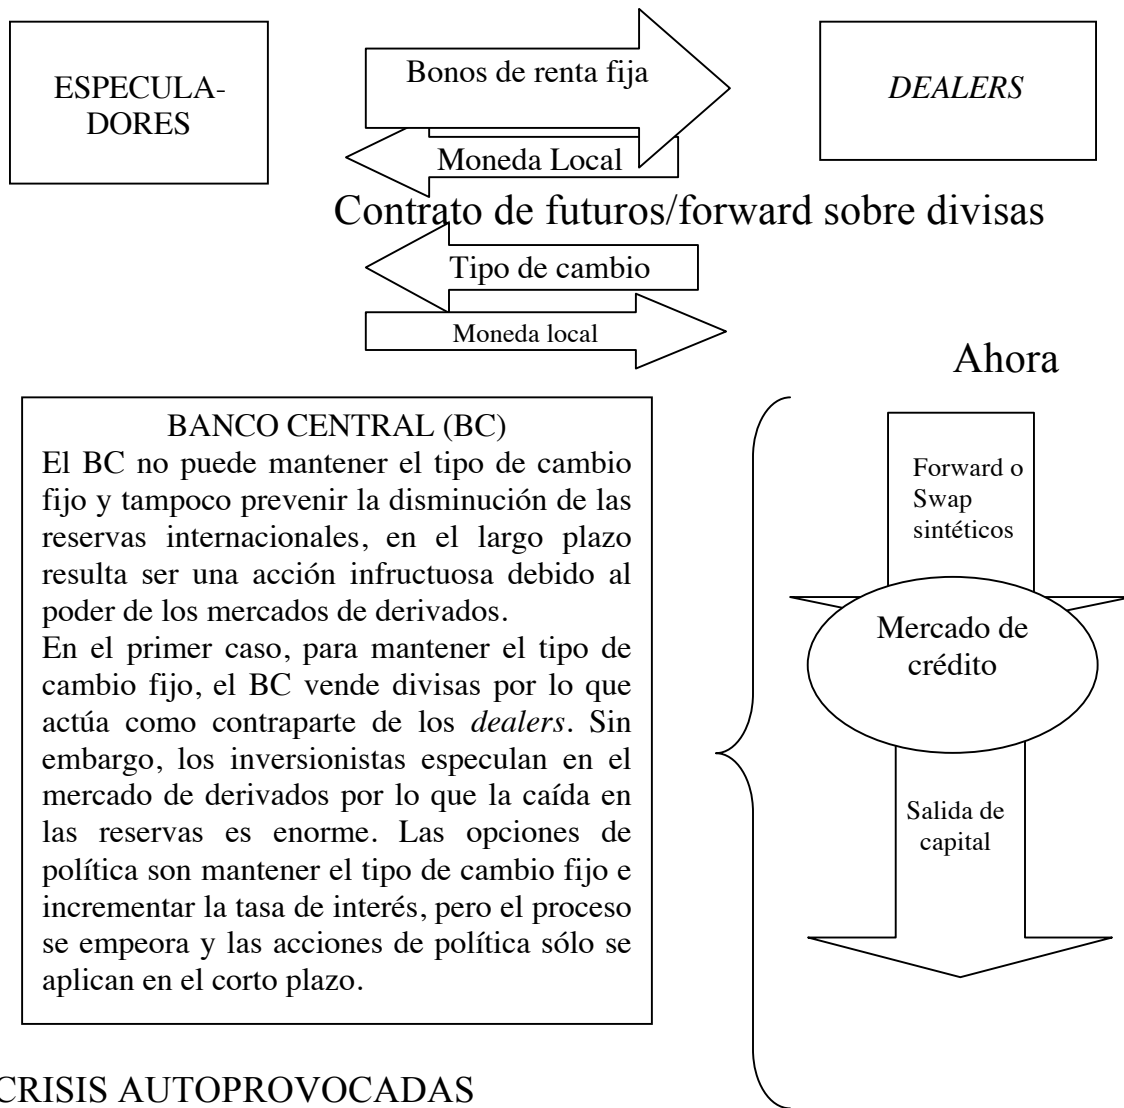 ESPECULA-
DORES
Bonos de renta fija
DEALERS
Moneda Local
Contrato de futuros/forward sobre divisas
Tipo de cambio
Moneda local
Ahora
BANCO CENTRAL (BC)
El BC no puede mantener el tipo de cambio
fijo y tampoco prevenir la disminución de las
reservas internacionales, en el largo plazo
resulta ser una acción infructuosa debido al
poder de los mercados de derivados.
En el primer caso, para mantener el tipo de
cambio fijo, el BC vende divisas por lo que
actúa como contraparte de los dealers. Sin
embargo, los inversionistas especulan en el
mercado de derivados por lo que la caída en
las reservas es enorme. Las opciones de
política son mantener el tipo de cambio fijo e
incrementar la tasa de interés, pero el proceso
se empeora y las acciones de política sólo se
aplican en el corto plazo.
Forward o
Swap
sintéticos
Mercado de
crédito
Salida de
capital
CRISIS AUTOPROVOCADAS